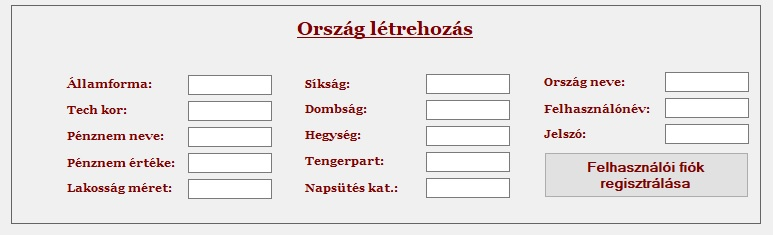 Ország létrehozás
Államforma:
Tech kor:
Pénznem neve:
Pénznem értéke:
Lakosság méret:
Síkság:
Dombság:
Hegység:
Tengerpart:
Napsütés kat.:
Ország neve:
Felhasználónév:
Jelszó:
Felhasználói fiók
regisztrálása